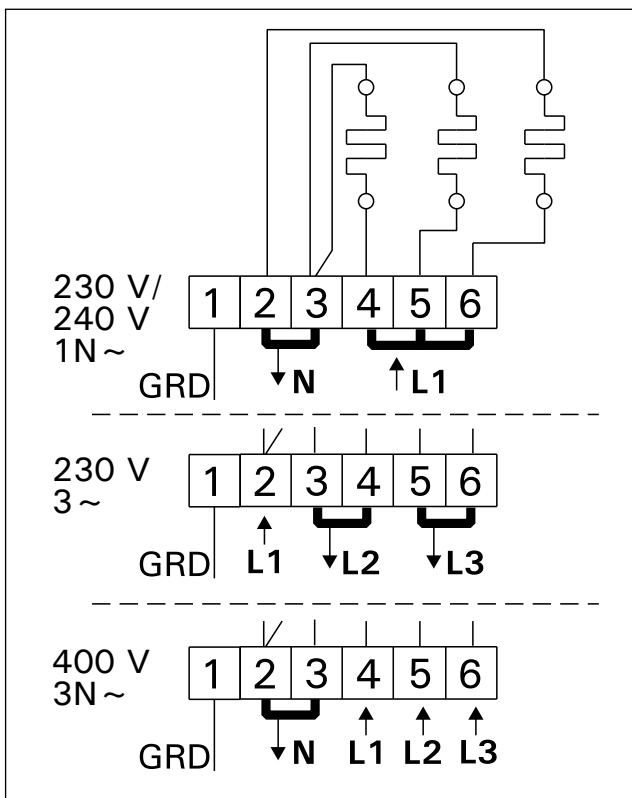 230 V/
240 V
1N~
1 2 3 4 5 6
GRD N L1
230 V
3~
1 2 3 4 5 6
GRD L1 L2 L3
400 V
3N~
1 2 3 4 5 6
GRD N L1 L2 L3